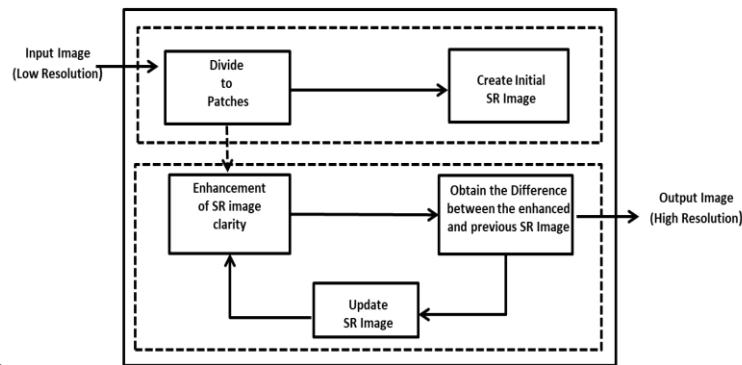 Input Image
(Low Resolution)
Divide
to
Patches
Create Initial
SR Image
Enhancement
of SR image
clarity
Obtain the Difference
between the enhanced
and previous SR Image
Output Image
(High Resolution)
Update
SR Image